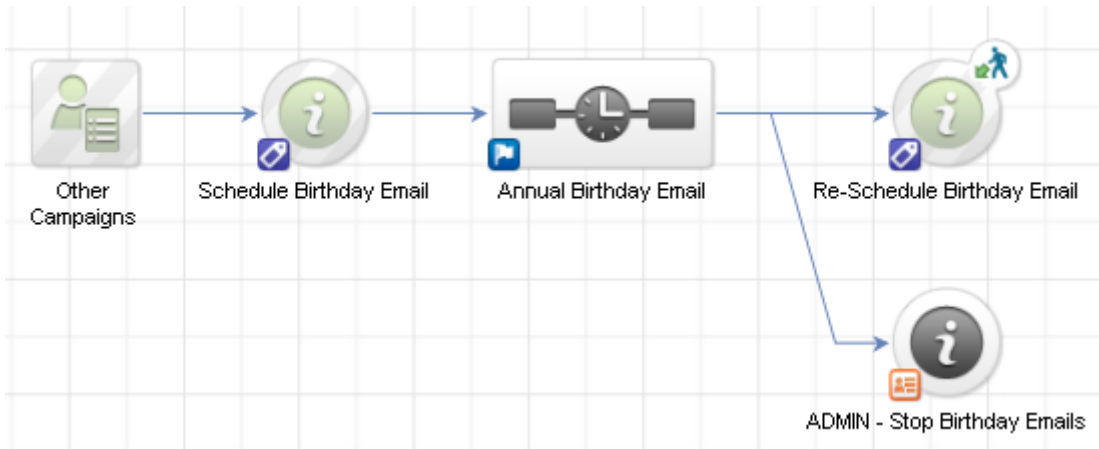 Other
Campaigns
Schedule Birthday Email
Annual Birthday Email
Re-Schedule Birthday Email
ADMIN - Stop Birthday Emails